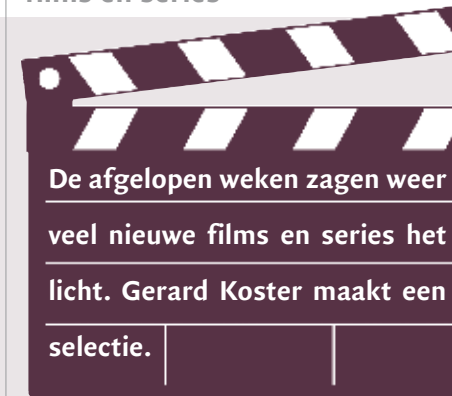 films en series
De afgelopen weken zagen weer
veel nieuwe films en series het
licht. Gerard Koster maakt een
selectie.